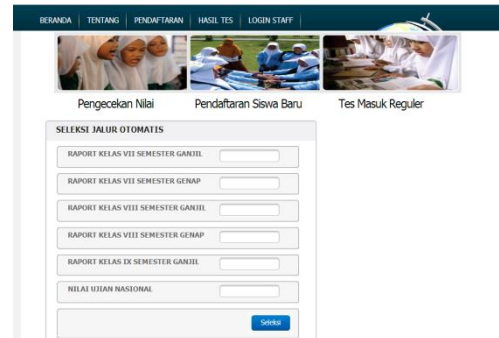 BERANDA TENTANG PENDAFTARAN HASIL TES LOGIN STAFF
Pengecekan Nilai Pendaftaran Siswa Baru Tes Masuk Reguler
SELEKSI JALUR OTOMATIS
RAPORT KELAS VII SEMESTER GANJIL
RAPORT KELAS VII SEMESTER GENAP
RAPORT KELAS VIII SEMESTER GANJIL
RAPORT KELAS VIII SEMESTER GENAP
RAPORT KELAS IX SEMESTER GANJIL
NILAI UJIAN NASIONAL
Seleksi